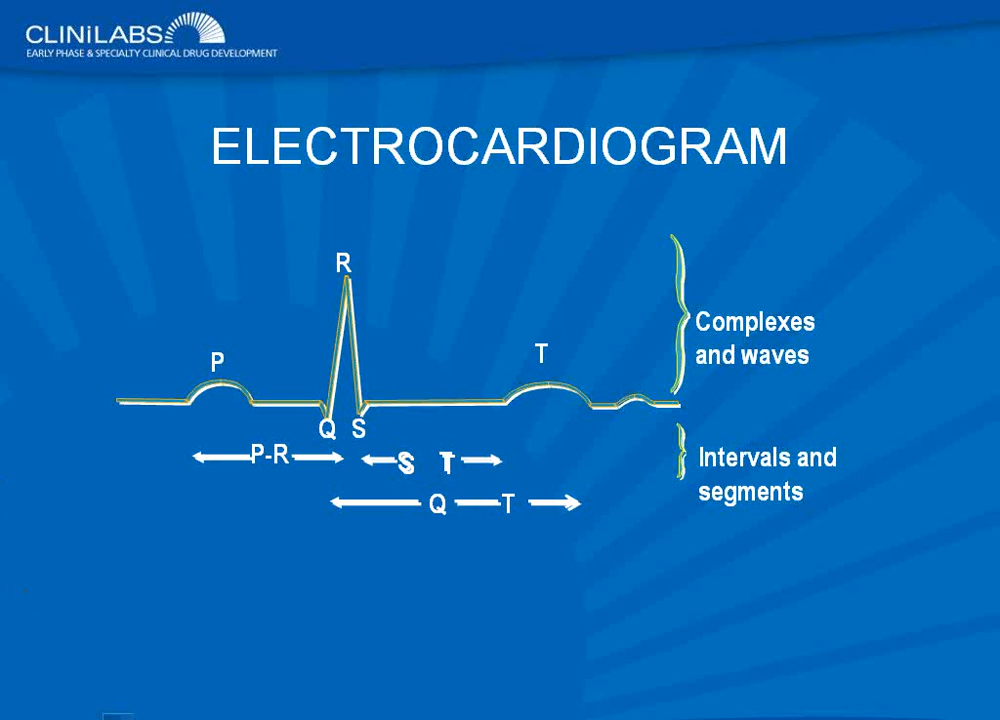 CLINiLABS
EARLY PHASE & SPECIALTY CLINICAL DRUG DEVELOPMENT
ELECTROCARDIOGRAM
R
Complexes
and waves
P
T
Q
S
P-R
S T
Intervals and
segments
Q T